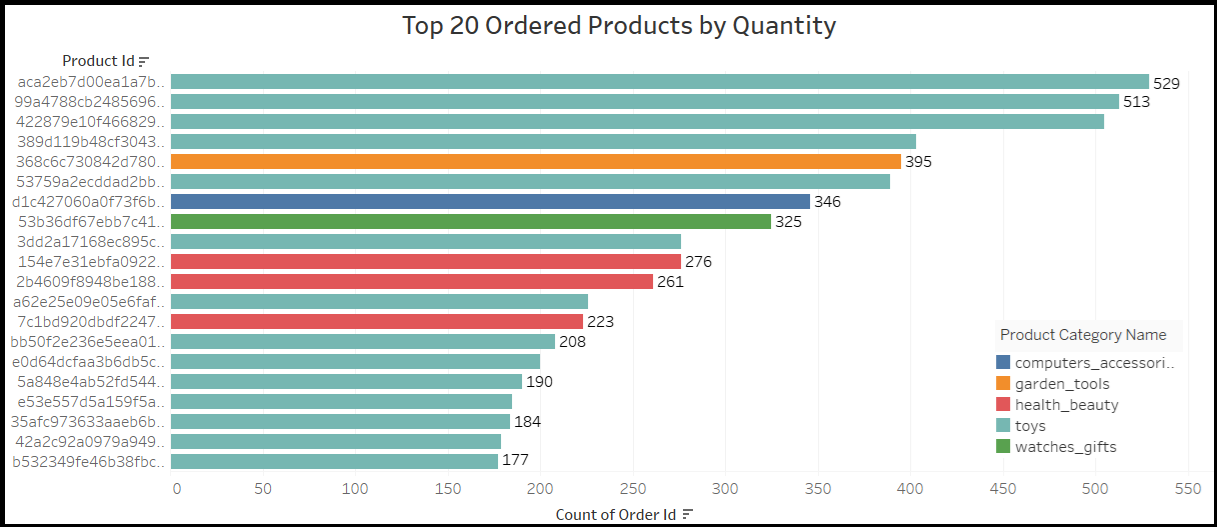 Top 20 Ordered Products by Quantity
Product Id
aca2eb7d00ea1a7b.. 529
99a4788cb2485696.. 513
422879e10f466829..
389d119b48cf3043..
368c6c730842d780.. 395
53759a2ecddad2bb..
d1c427060a0f73f6b.. 346
53b36df67ebb7c41.. 325
3dd2a17168ec895c..
154e7e31ebfa0922.. 276
2b4609f8948be188.. 261
a62e25e09e05e6faf..
7c1bd920dbdf2247.. 223
bb50f2e236e5eea01.. 208
e0d64dcfaa3b6db5c..
5a848e4ab52fd544.. 190
e53e557d5a159f5a..
35afc973633aaeb6b.. 184
42a2c92a0979a949..
b532349fe46b38fbc.. 177
Product Category Name
computers_accessori..
garden_tools
health_beauty
toys
watches_gifts
0 50 100 150 200 250 300 350 400 450 500 550
Count of Order Id